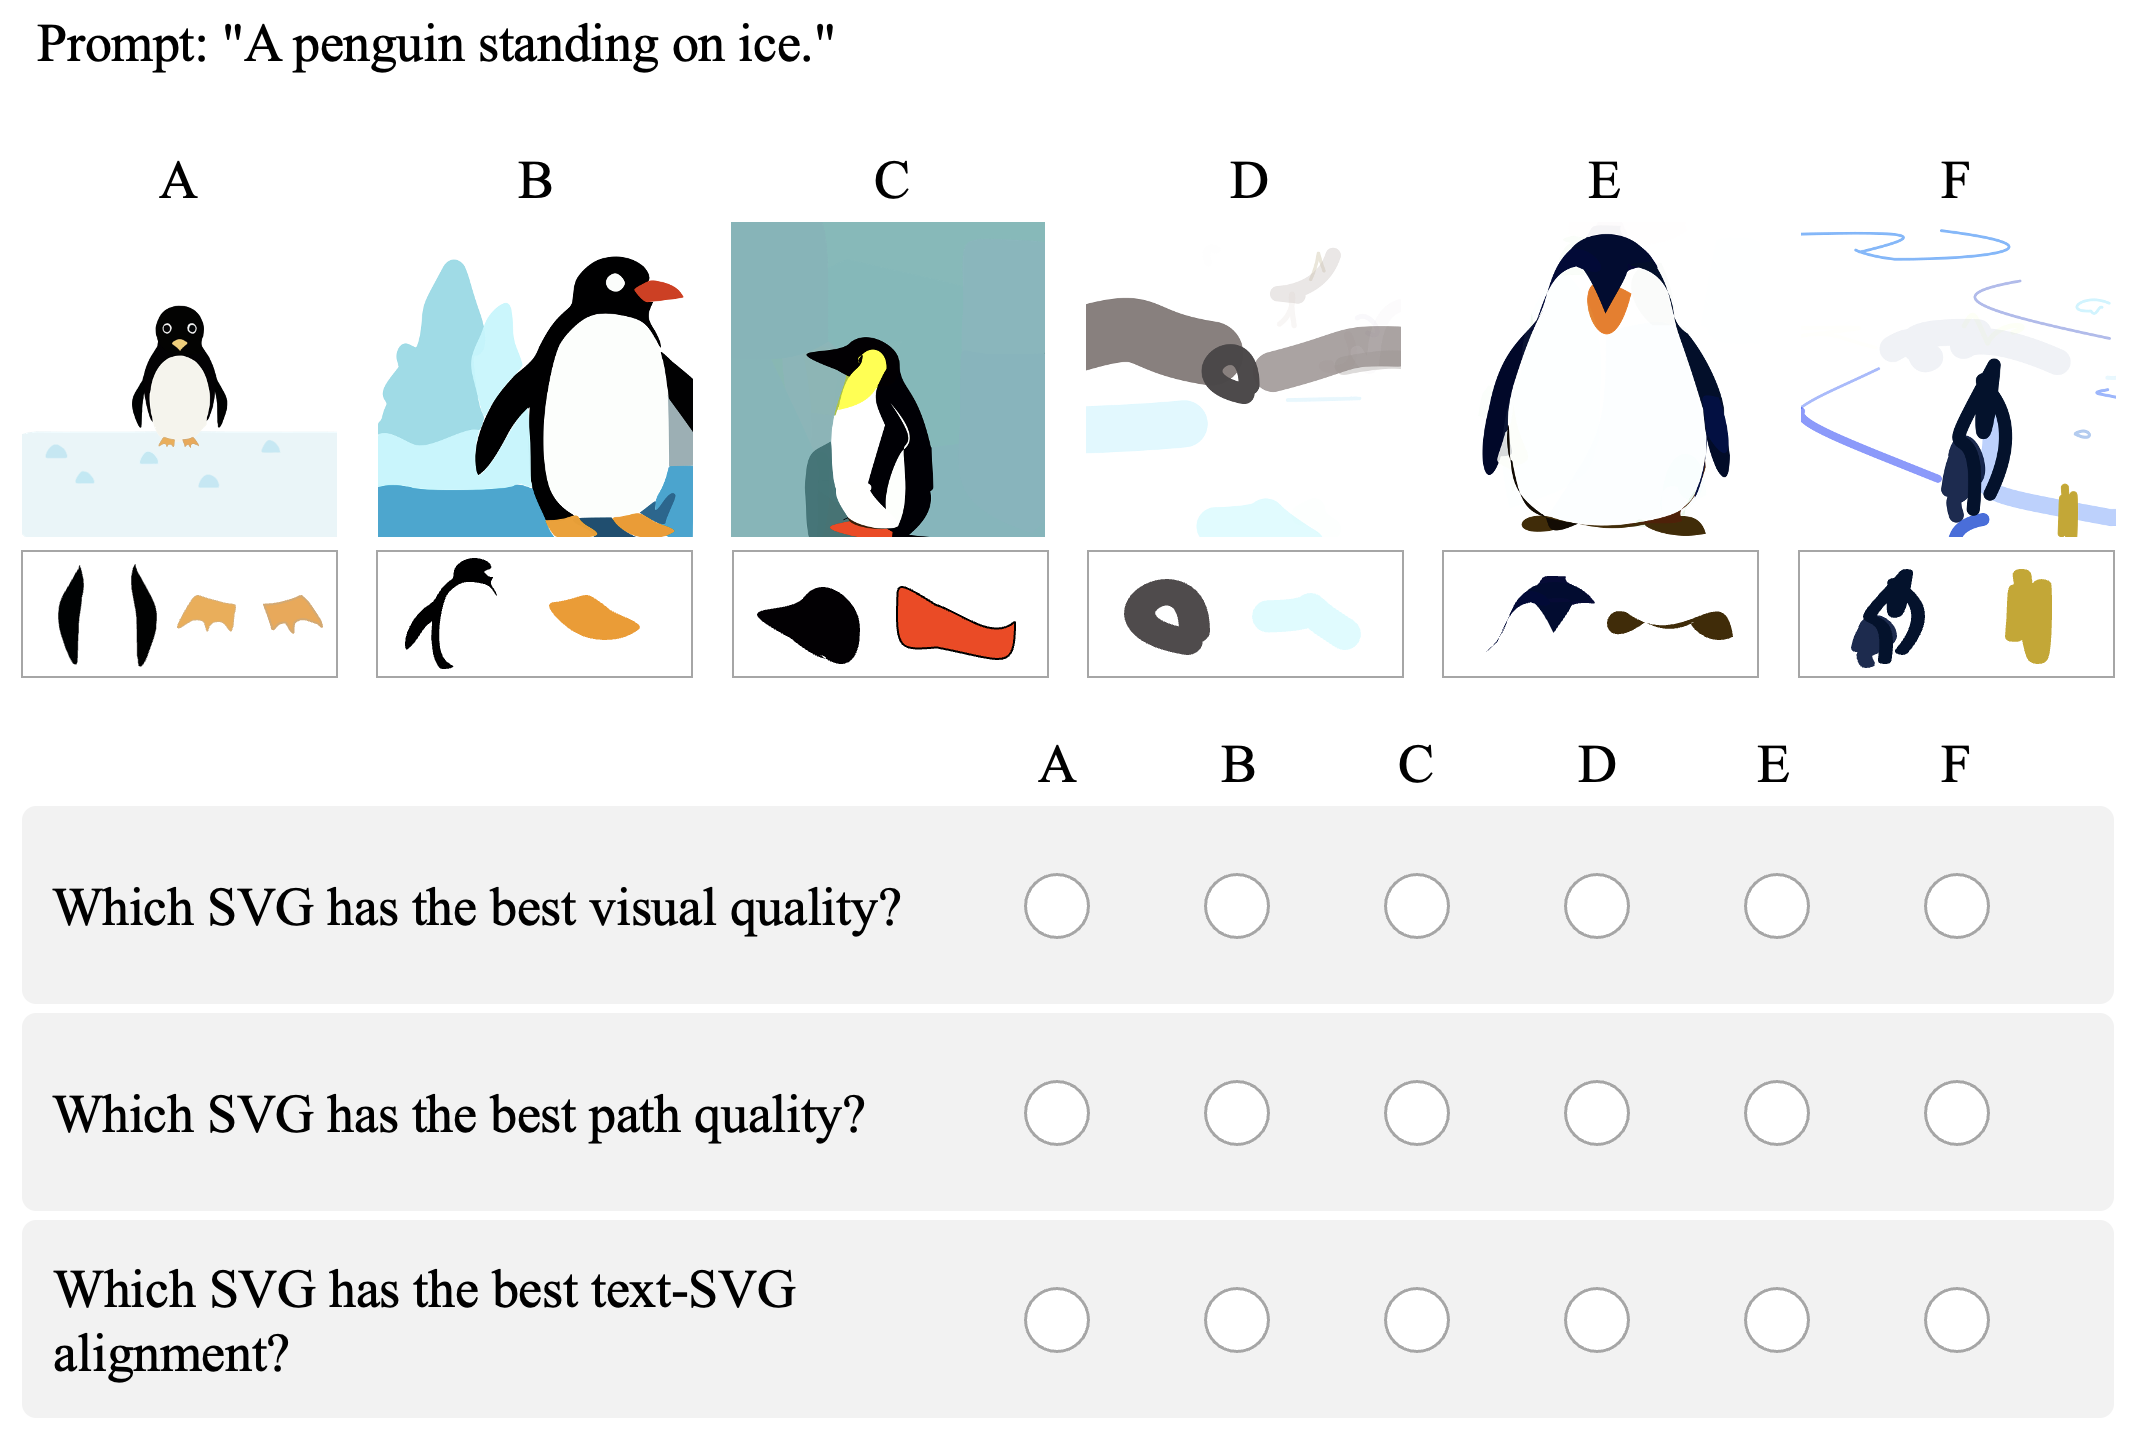 Prompt: "A penguin standing on ice."
A B C D E F
A B C D E F
Which SVG has the best visual quality?
Which SVG has the best path quality?
Which SVG has the best text-SVG
alignment?